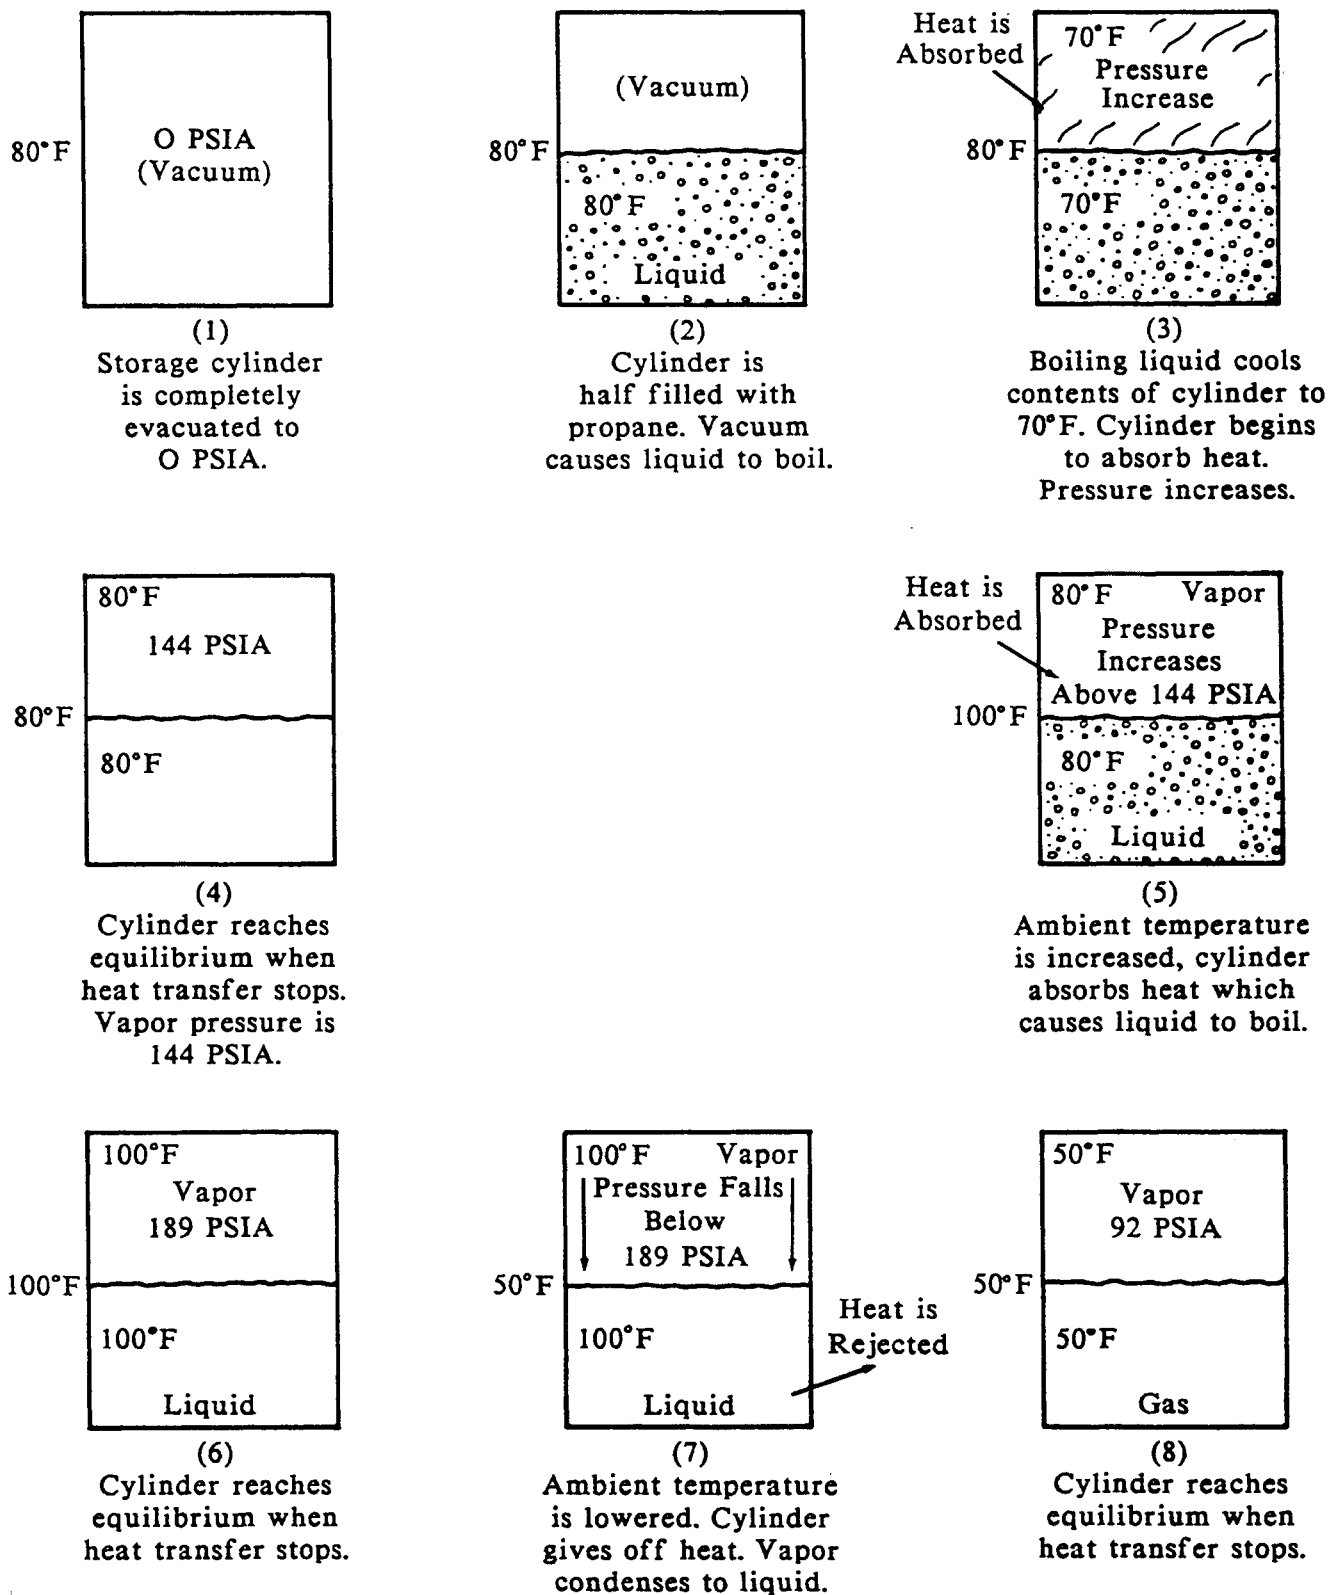 80°F
O PSIA
(Vacuum)
(1)
Storage cylinder
is completely
evacuated to
O PSIA.
(Vacuum)
80°F
80°F
Liquid
(2)
Cylinder is
half filled with
propane. Vacuum
causes liquid to boil.
Heat is
Absorbed
70°F
Pressure
Increase
80°F
70°F
(3)
Boiling liquid cools
contents of cylinder to
70°F. Cylinder begins
to absorb heat.
Pressure increases.
80°F
144 PSIA
80°F
80°F
(4)
Cylinder reaches
equilibrium when
heat transfer stops.
Vapor pressure is
144 PSIA.
Heat is
Absorbed
80°F Vapor
Pressure
Increases
Above 144 PSIA
100°F
80°F
Liquid
(5)
Ambient temperature
is increased, cylinder
absorbs heat which
causes liquid to boil.
100°F
Vapor
189 PSIA
100°F
100°F
Liquid
(6)
Cylinder reaches
equilibrium when
heat transfer stops.
100°F Vapor
Pressure Falls
Below
189 PSIA
50°F
100°F
Liquid
Heat is
Rejected
(7)
Ambient temperature
is lowered. Cylinder
gives off heat. Vapor
condenses to liquid.
50°F
Vapor
92 PSIA
50°F
50°F
Gas
(8)
Cylinder reaches
equilibrium when
heat transfer stops.